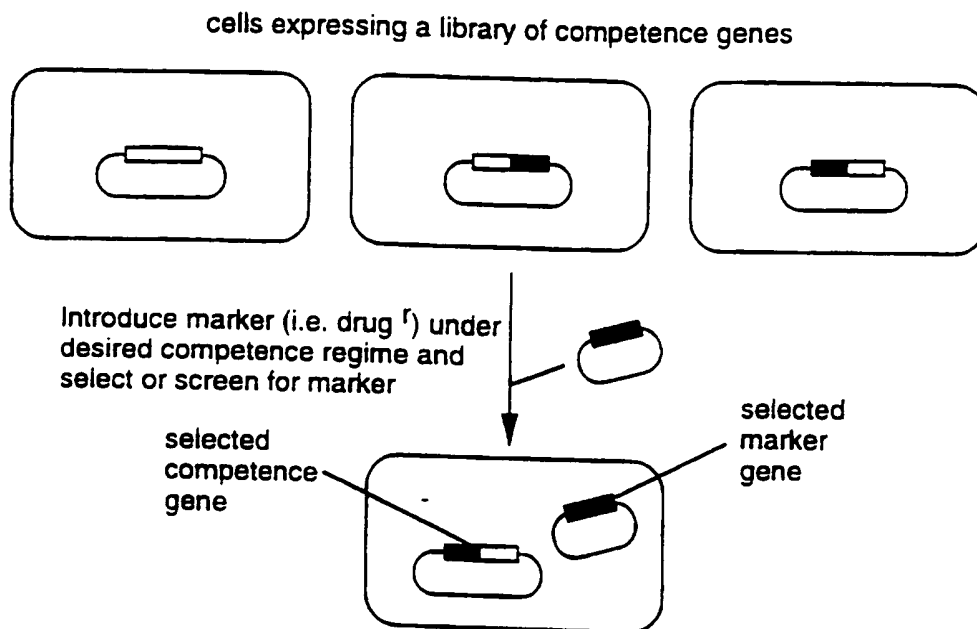 cells expressing a library of competence genes
Introduce marker (i.e. drug r) under
desired competence regime and
select or screen for marker
selected
marker
gene
selected
competence
gene